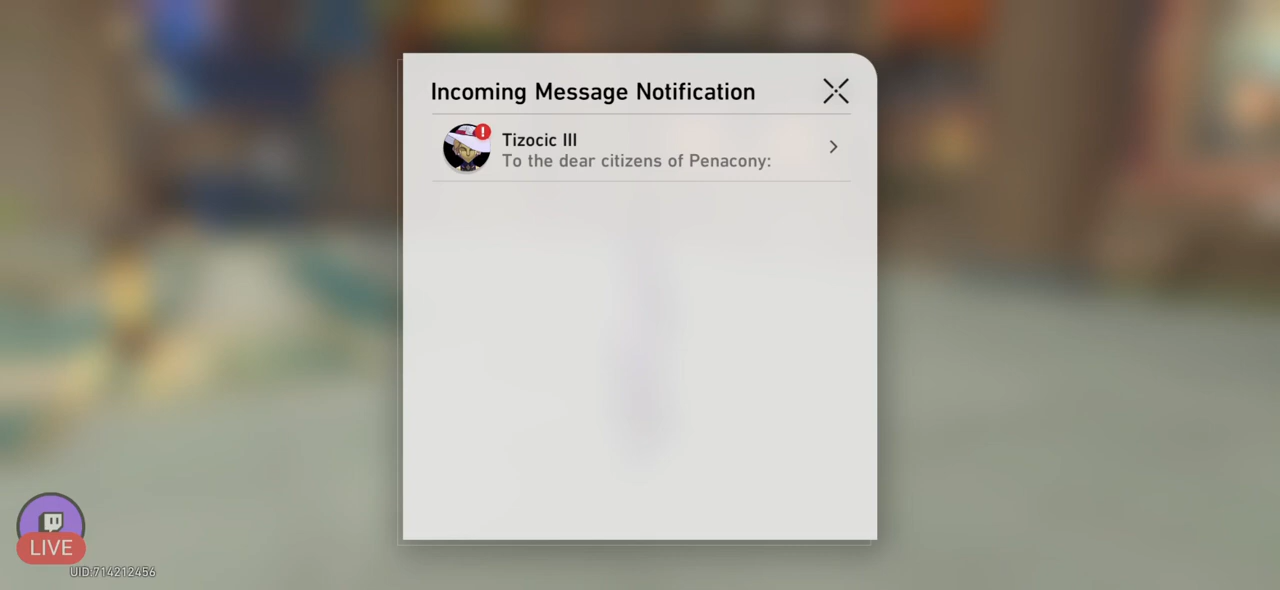 Incoming Message Notification
Tizocic III
To the dear citizens of Penacony:
LIVE
UID:714212456